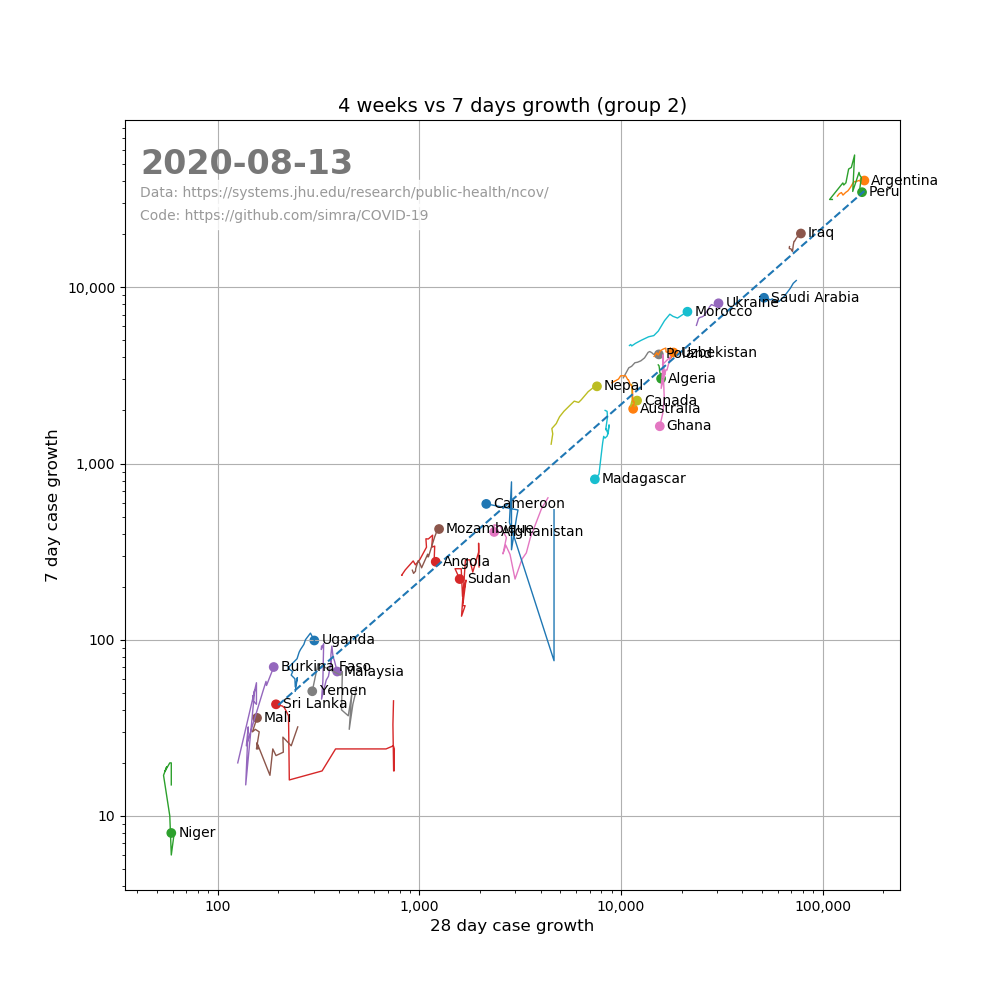 4 weeks vs 7 days growth (group 2)
2020-08-13
Data: https://systems.jhu.edu/research/public-health/ncov/
Code: https://github.com/simra/COVID-19
Argentina
Peru
Iraq
Saudi Arabia
Ukraine
Morocco
Uzbekistan
Poland
Algeria
Nepal
Canada
Australia
Ghana
Madagascar
Cameroon
Mozambique
Afghanistan
Angola
Sudan
Uganda
Burkina Faso
Malaysia
Yemen
Sri Lanka
Mali
Niger
10,000
1,000
100
10
7 day case growth
100
1,000
10,000
100,000
28 day case growth